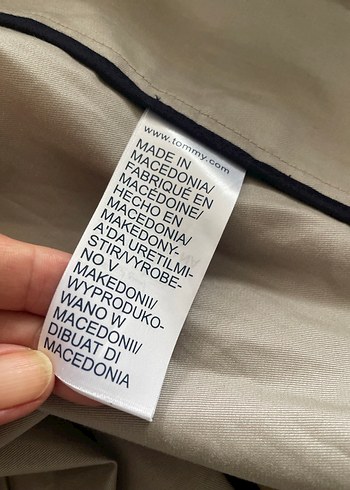 www.tommy.com
MADE IN
MACEDONIA/
FABRIQUÉ EN
MACÉDOINE/
HECHO EN
MACEDONIA/
MAKEDONY-
A'DA URETILMI-
STIR/VYROBE-
NO V
MAKEDONII/
WYPRODUKO-
WANO W
MACEDONII/
DIBUAT DI
MACEDONIA